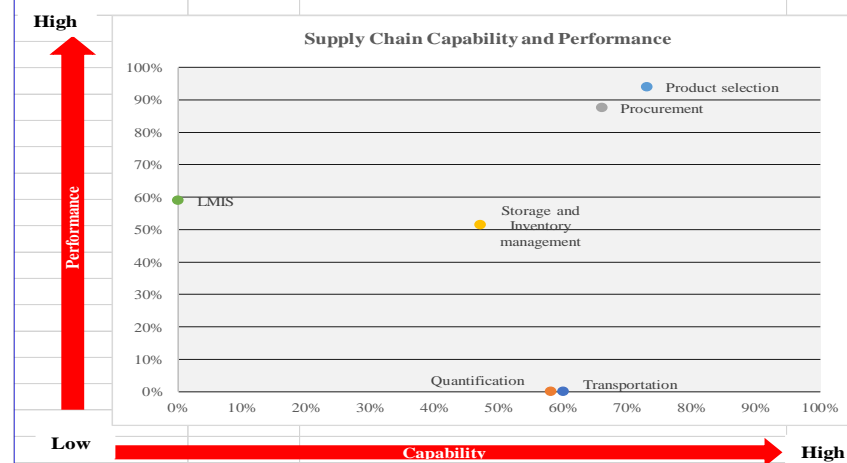 High
Supply Chain Capability and Performance
100%
90%
80%
70%
60%
50%
40%
30%
20%
10%
0%
Product selection
Procurement
LMIS
Storage and
Inventory
management
Quantification
Transportation
0%
10%
20%
30%
40%
50%
60%
70%
80%
90%
100%
Performance
Low
Capability
High